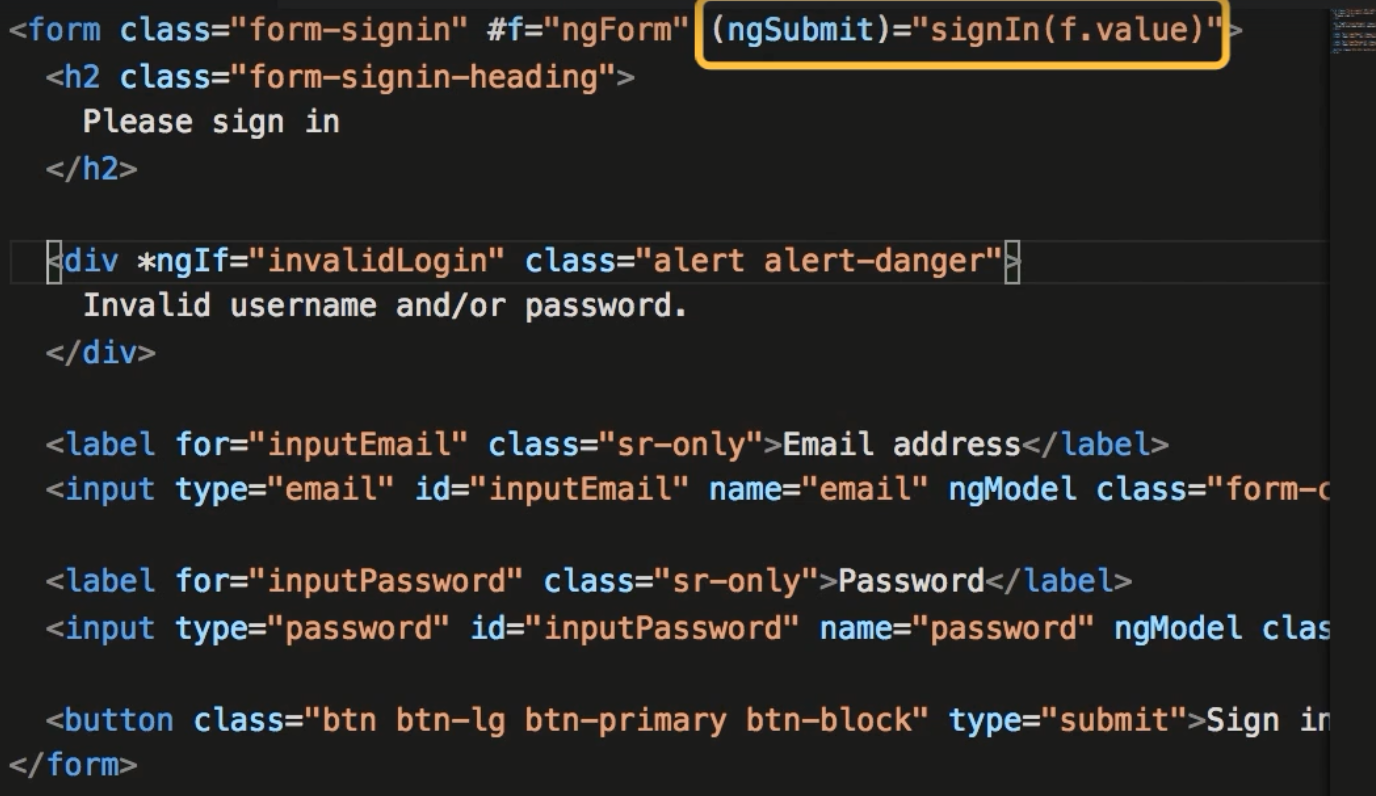 <form class="form-signin" #f="ngForm" (ngSubmit)="signIn(f.value)">
<h2 class="form-signin-heading">
Please sign in
</h2>
<div *ngIf="invalidLogin" class="alert alert-danger">
Invalid username and/or password.
</div>
<label for="inputEmail" class="sr-only">Email address</label>
<input type="email" id="inputEmail" name="email" ngModel class="form-c
<label for="inputPassword" class="sr-only">Password</label>
<input type="password" id="inputPassword" name="password" ngModel clas
<button class="btn btn-lg btn-primary btn-block" type="submit">Sign in
</form>